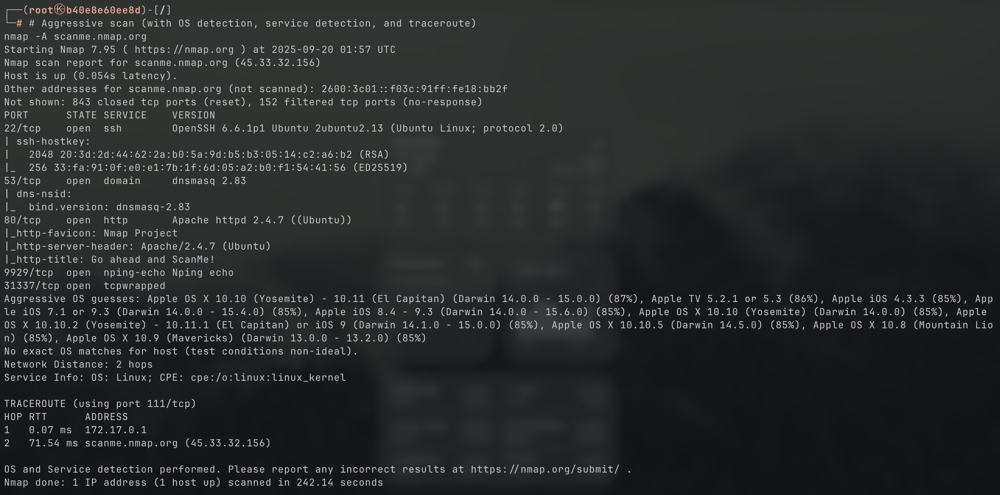 ┌──(root㉿b40e8e60ee8d)-[/]
└─# # Aggressive scan (with OS detection, service detection, and traceroute)
nmap -A scanme.nmap.org
Starting Nmap 7.95 ( https://nmap.org ) at 2025-09-20 01:57 UTC
Nmap scan report for scanme.nmap.org (45.33.32.156)
Host is up (0.054s latency).
Other addresses for scanme.nmap.org (not scanned): 2600:3c01::f03c:91ff:fe18:bb2f
Not shown: 843 closed tcp ports (reset), 152 filtered tcp ports (no-response)
PORT      STATE SERVICE    VERSION
22/tcp    open  ssh        OpenSSH 6.6.1p1 Ubuntu 2ubuntu2.13 (Ubuntu Linux; protocol 2.0)
| ssh-hostkey:
|   2048 20:3d:2d:44:62:2a:b0:5a:9d:b5:b3:05:14:c2:a6:b2 (RSA)
|_  256 33:fa:91:0f:e0:e1:7b:1f:6d:05:a2:b0:f1:54:41:56 (ED25519)
53/tcp    open  domain     dnsmasq 2.83
| dns-nsid:
|_  bind.version: dnsmasq-2.83
80/tcp    open  http       Apache httpd 2.4.7 ((Ubuntu))
|_http-favicon: Nmap Project
|_http-server-header: Apache/2.4.7 (Ubuntu)
|_http-title: Go ahead and ScanMe!
9929/tcp  open  nping-echo Nping echo
31337/tcp open  tcpwrapped
Aggressive OS guesses: Apple OS X 10.10 (Yosemite) - 10.11 (El Capitan) (Darwin 14.0.0 - 15.0.0) (87%), Apple TV 5.2.1 or 5.3 (86%), Apple iOS 4.3.3 (85%), App
le iOS 7.1 or 9.3 (Darwin 14.0.0 - 15.4.0) (85%), Apple iOS 8.4 - 9.3 (Darwin 14.0.0 - 15.6.0) (85%), Apple OS X 10.10 (Yosemite) (Darwin 14.0.0) (85%), Apple
OS X 10.10.2 (Yosemite) - 10.11.1 (El Capitan) or iOS 9 (Darwin 14.1.0 - 15.0.0) (85%), Apple OS X 10.10.5 (Darwin 14.5.0) (85%), Apple OS X 10.8 (Mountain Lio
n) (85%), Apple OS X 10.9 (Mavericks) (Darwin 13.0.0 - 13.2.0) (85%)
No exact OS matches for host (test conditions non-ideal).
Network Distance: 2 hops
Service Info: OS: Linux; CPE: cpe:/o:linux:linux_kernel
TRACEROUTE (using port 111/tcp)
HOP RTT      ADDRESS
1   0.07 ms  172.17.0.1
2   71.54 ms scanme.nmap.org (45.33.32.156)
OS and Service detection performed. Please report any incorrect results at https://nmap.org/submit/ .
Nmap done: 1 IP address (1 host up) scanned in 242.14 seconds